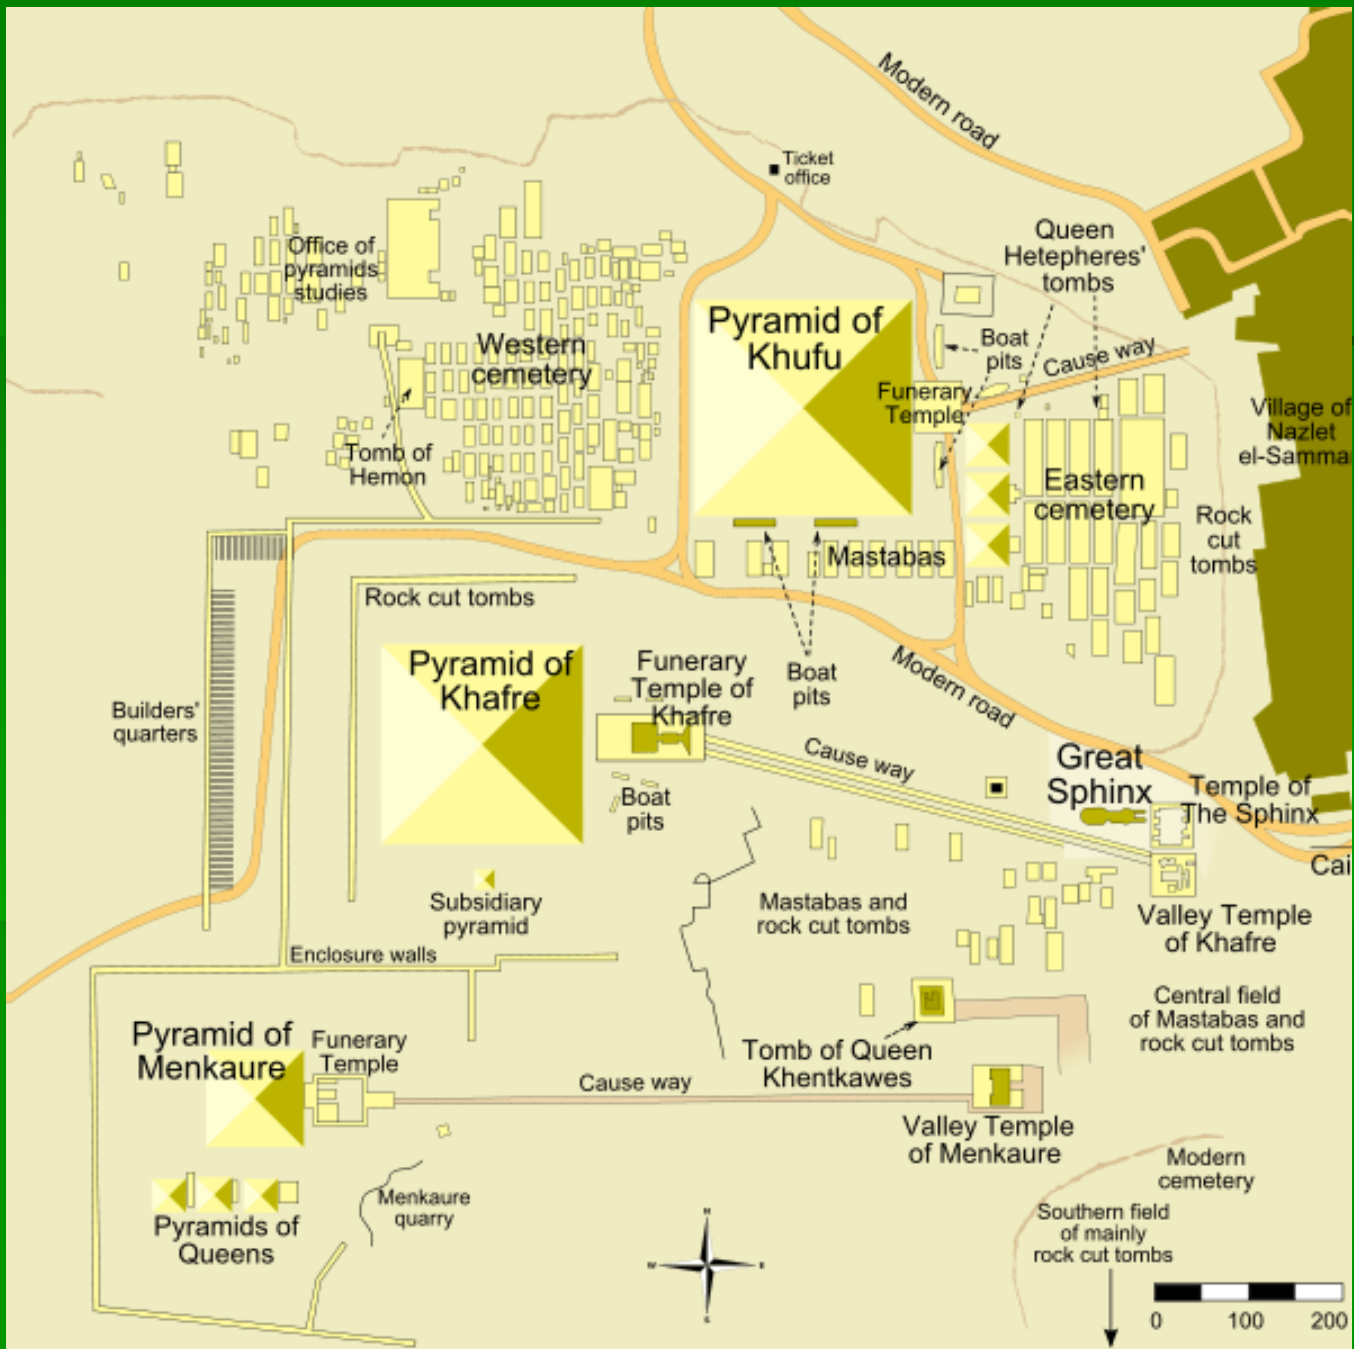 Modern road
Ticket
office
Queen
Hetepheres'
tombs
Office of
pyramids
studies
Pyramid of
Khufu
Western
cemetery
Boat
pits
Cause way
Funerary
Temple
Village of
Nazlet
el-Samma
Tomb of
Hemon
Eastern
cemetery
Rock
cut
tombs
Mastabas
Rock cut tombs
Pyramid of
Khafre
Funerary
Temple of
Khafre
Boat
pits
Modern road
Builders'
quarters
Cause way
Great
Sphinx
Temple of
The Sphinx
Boat
pits
Cai
Subsidiary
pyramid
Mastabas and
rock cut tombs
Valley Temple
of Khafre
Enclosure walls
Central field
of Mastabas and
rock cut tombs
Pyramid of
Menkaure
Funerary
Temple
Tomb of Queen
Khentkawes
Cause way
Valley Temple
of Menkaure
Modern
cemetery
Menkaure
quarry
Pyramids of
Queens
Southern field
of mainly
rock cut tombs
N
W E
S
0 100 200